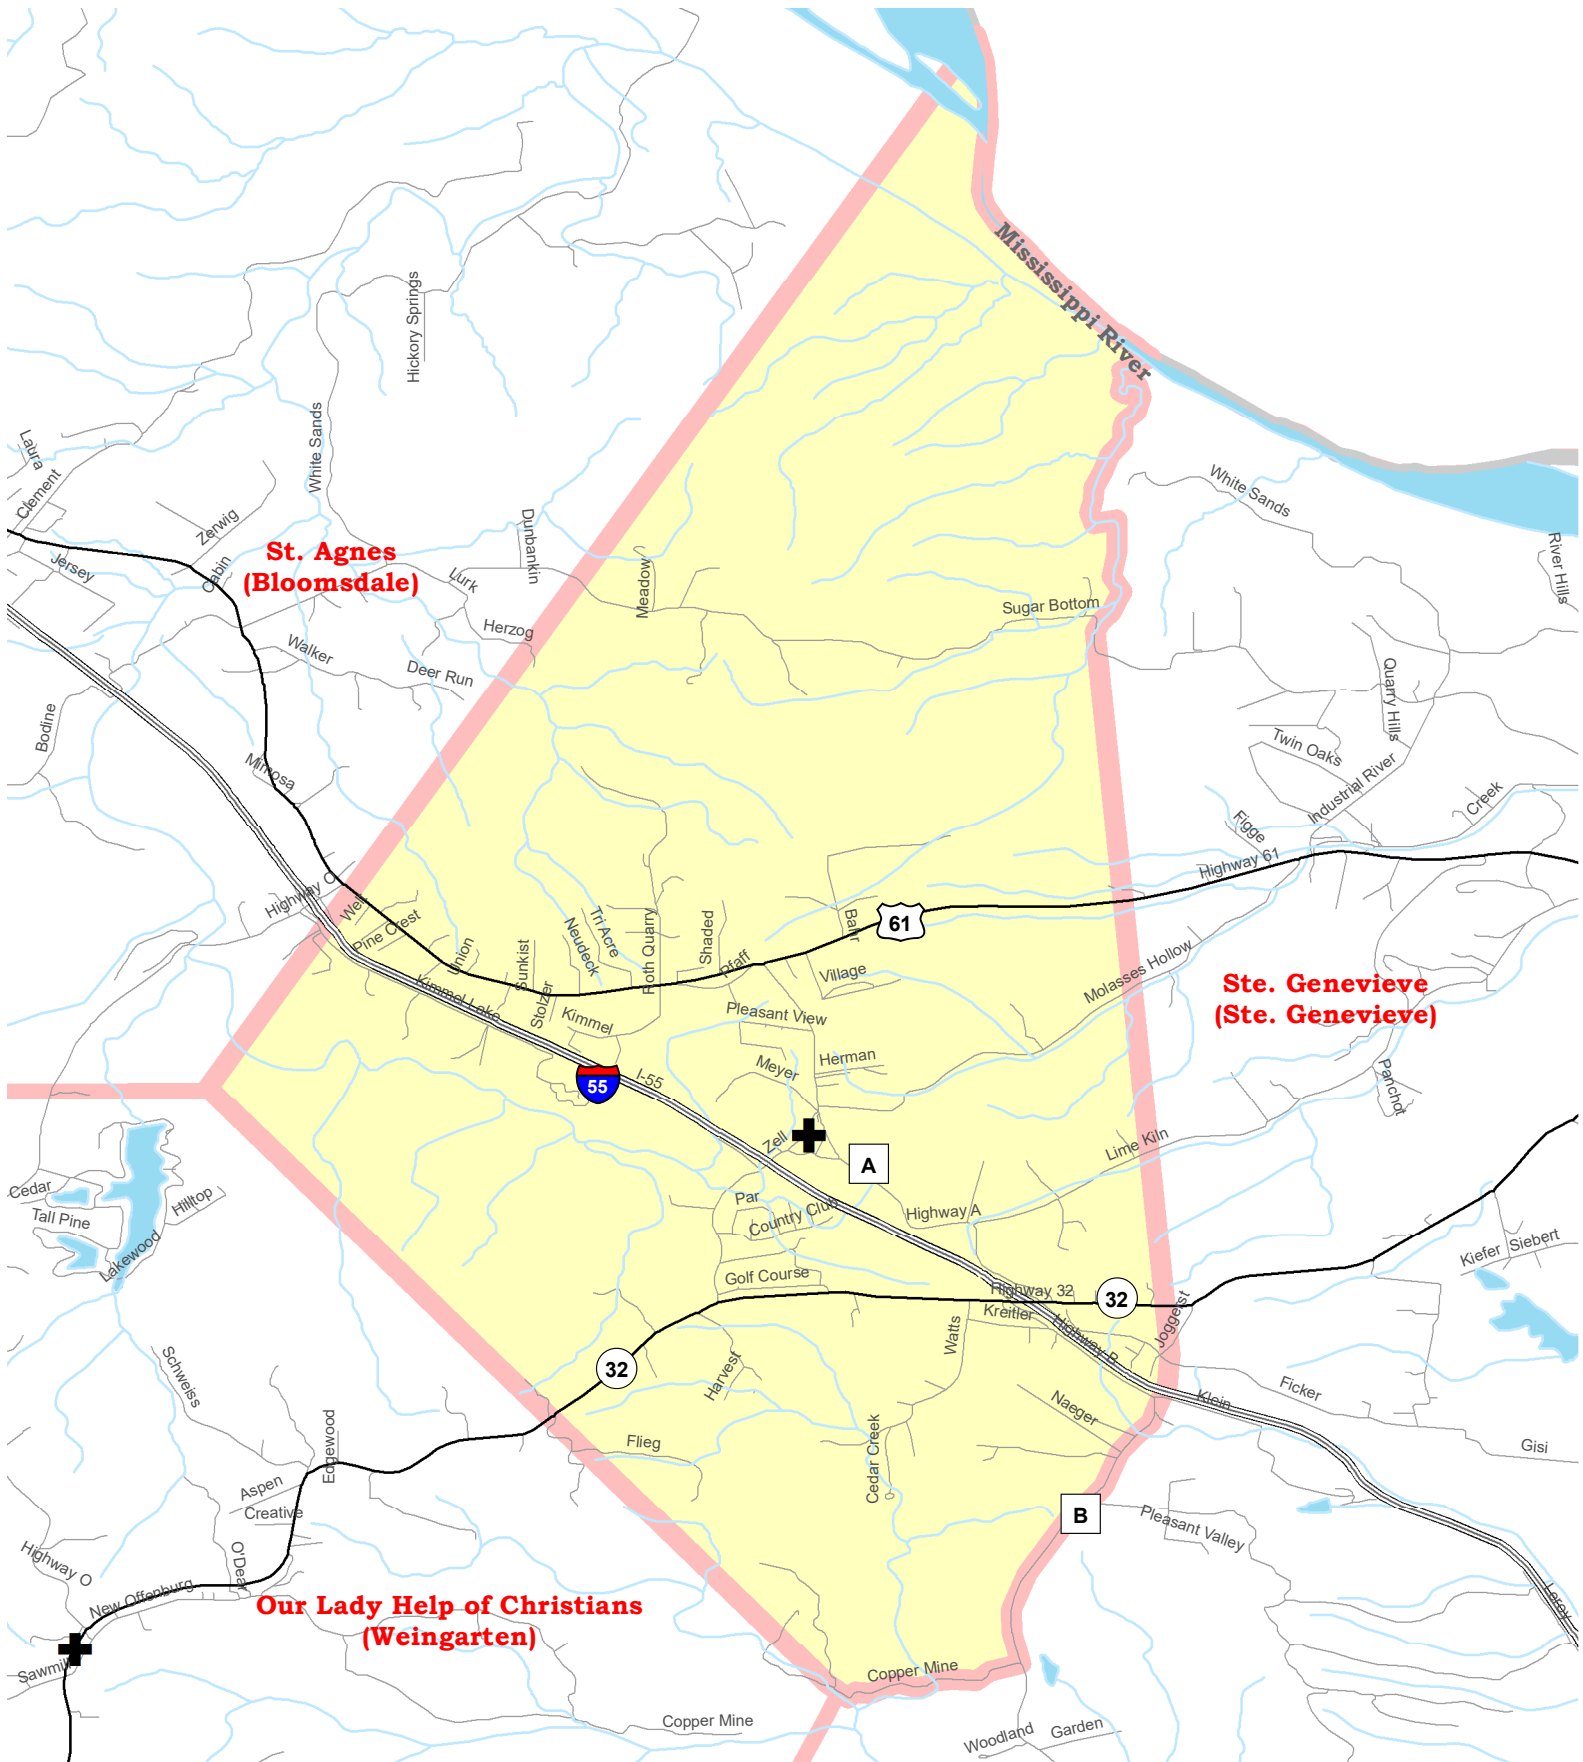 Mississippi River
Hickory Springs
White Sands
Laura
Clement
Zerwig
Jersey
Cabin
St. Agnes
(Bloomsdale)
Dunbankin
Lurk
Herzog
Meadow
Sugar Bottom
White Sands
River Hills
Walker
Deer Run
Bodine
Mimosa
Quarry Hills
Twin Oaks
Industrial River
Creek
Figge
Highway 61
Highway O
Weir
Pine Crest
Union
Sunkist
Stolzer
Neudeck
Tri Acre
Roth Quarry
Shaded
Pfaff
Bahr
61
Village
Kimmel Lake
Kimmel
Pleasant View
Molasses Hollow
Ste. Genevieve
(Ste. Genevieve)
Meyer
Herman
I-55
55
Panchot
Zell
A
Lime Kiln
Cedar
Tall Pine
Hilltop
Lakewood
Par
Country Club
Highway A
Kiefer
Siebert
Golf Course
Highway 32
32
Kreitler
Highway B
Joggerst
Watts
Schweiss
32
Harvest
Ficker
Klein
Naeger
Gisi
Edgewood
Flieg
Cedar Creek
Aspen
Creative
B
Pleasant Valley
Highway O
O'Dear
New Offenburg
Our Lady Help of Christians
(Weingarten)
Leroy
Sawmill
Copper Mine
Copper Mine
Woodland
Garden